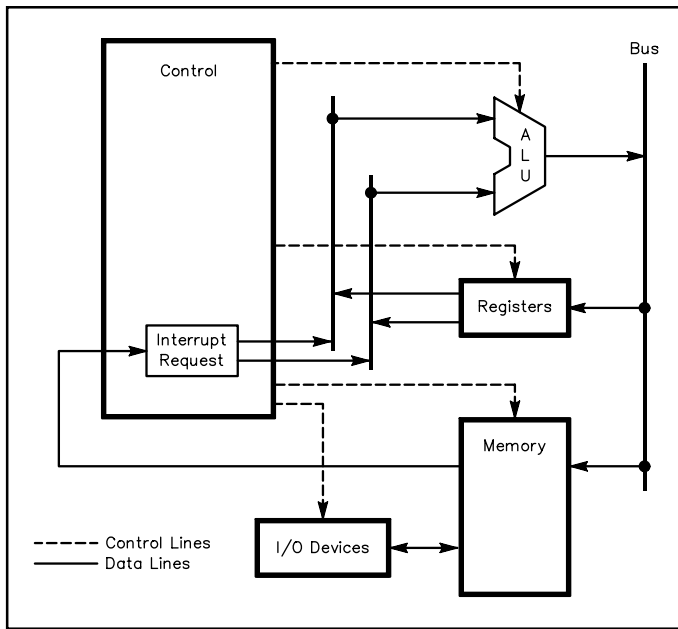 Control
Bus
A
L
U
Registers
Interrupt
Request
Memory
I/O Devices
Control Lines
Data Lines